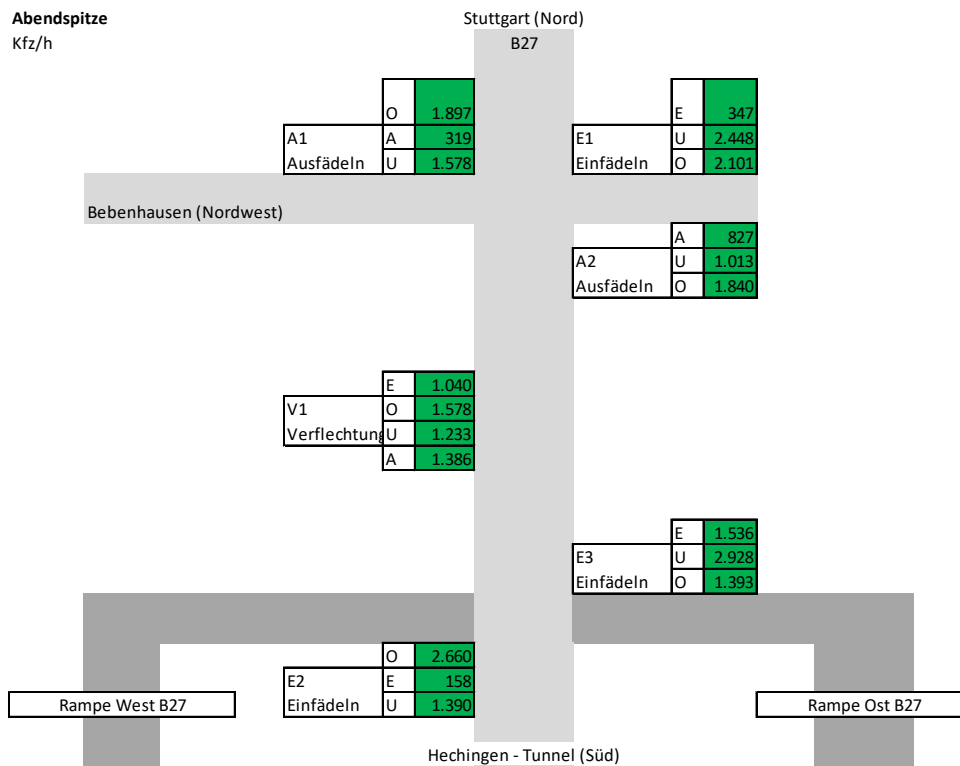 Abendspitze
Stuttgart (Nord)
Kfz/h
B27
O 1.897
A1 A 319
Ausfädeln U 1.578
E 347
E1 U 2.448
Einfädeln O 2.101
Bebenhausen (Nordwest)
A 827
A2 U 1.013
Ausfädeln O 1.840
E 1.040
V1 O 1.578
Verflechtung U 1.233
A 1.386
E 1.536
E3 U 2.928
Einfädeln O 1.393
O 2.660
E2 E 158
Einfädeln U 1.390
Rampe West B27
Rampe Ost B27
Hechingen - Tunnel (Süd)